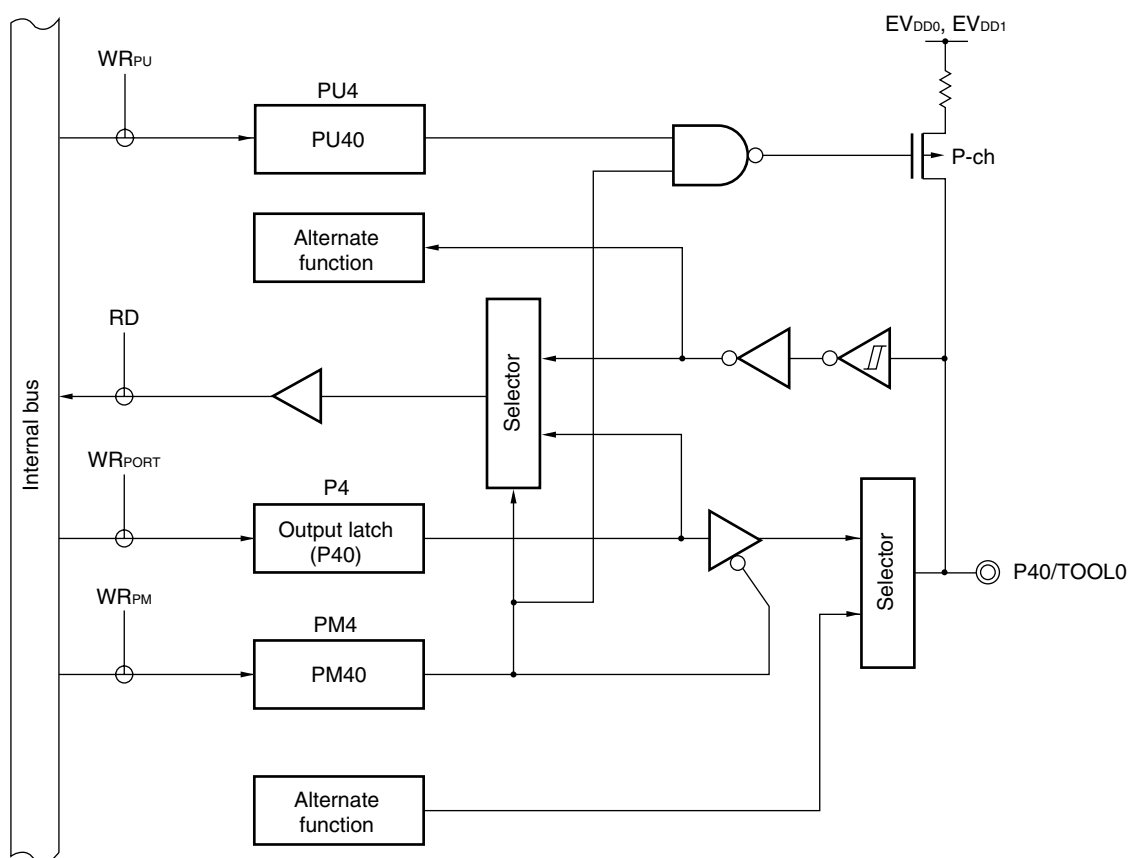 EVDD0, EVDD1
WRPU
PU4
PU40
P-ch
Alternate
function
RD
Selector
Internal bus
WRPORT
P4
Output latch
(P40)
Selector
P40/TOOL0
WRPM
PM4
PM40
Alternate
function